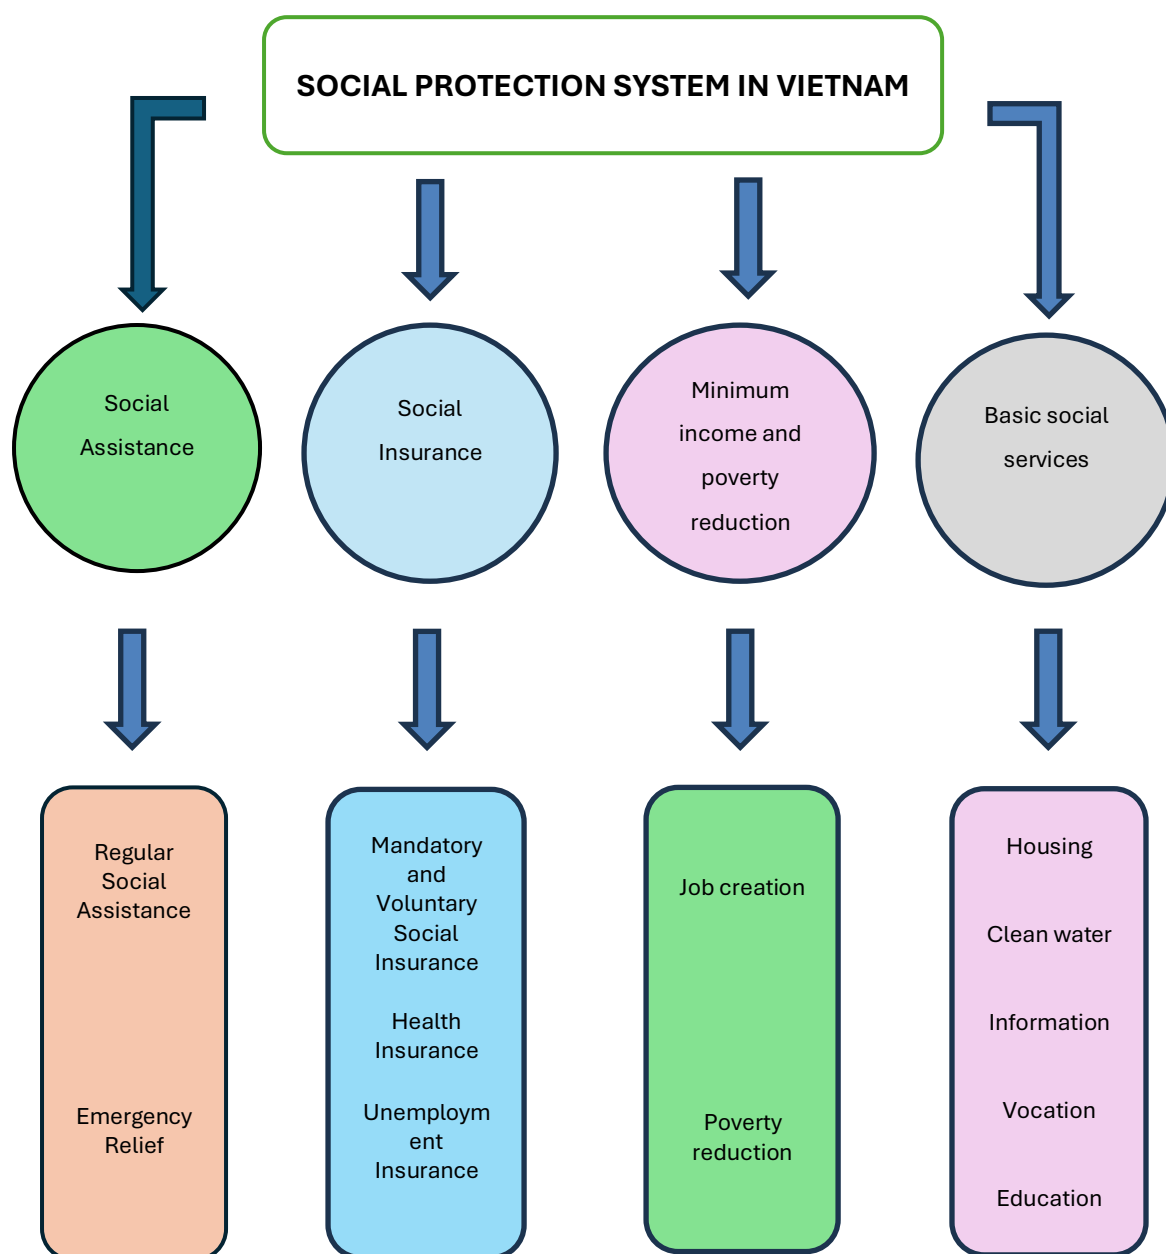 SOCIAL PROTECTION SYSTEM IN VIETNAM
Social
Assistance
Social
Insurance
Minimum
income and
poverty
reduction
Basic social
services
Regular
Social
Assistance
Emergency
Relief
Mandatory
and
Voluntary
Social
Insurance
Health
Insurance
Unemploym
ent
Insurance
Job creation
Poverty
reduction
Housing
Clean water
Information
Vocation
Education